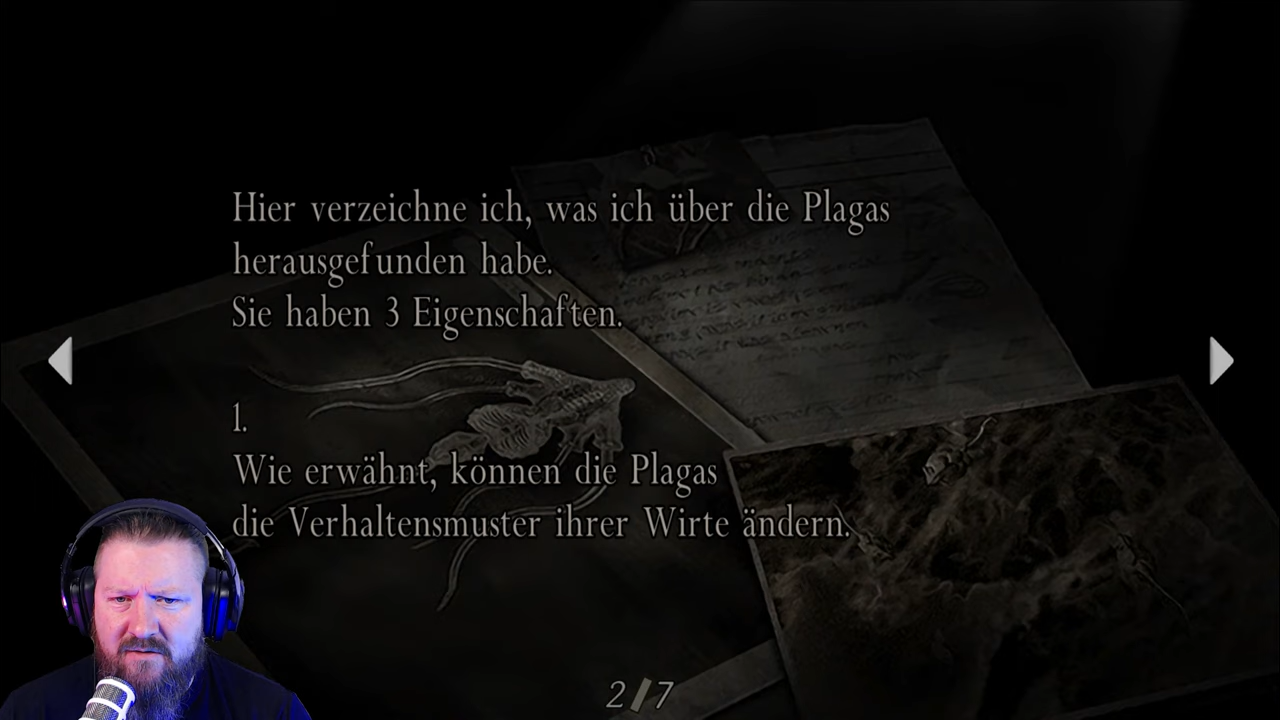 Hier verzeichne ich, was ich über die Plagas
herausgefunden habe.
Sie haben 3 Eigenschaften.
1.
Wie erwähnt, können die Plagas
die Verhaltensmuster ihrer Wirte ändern.
2/7